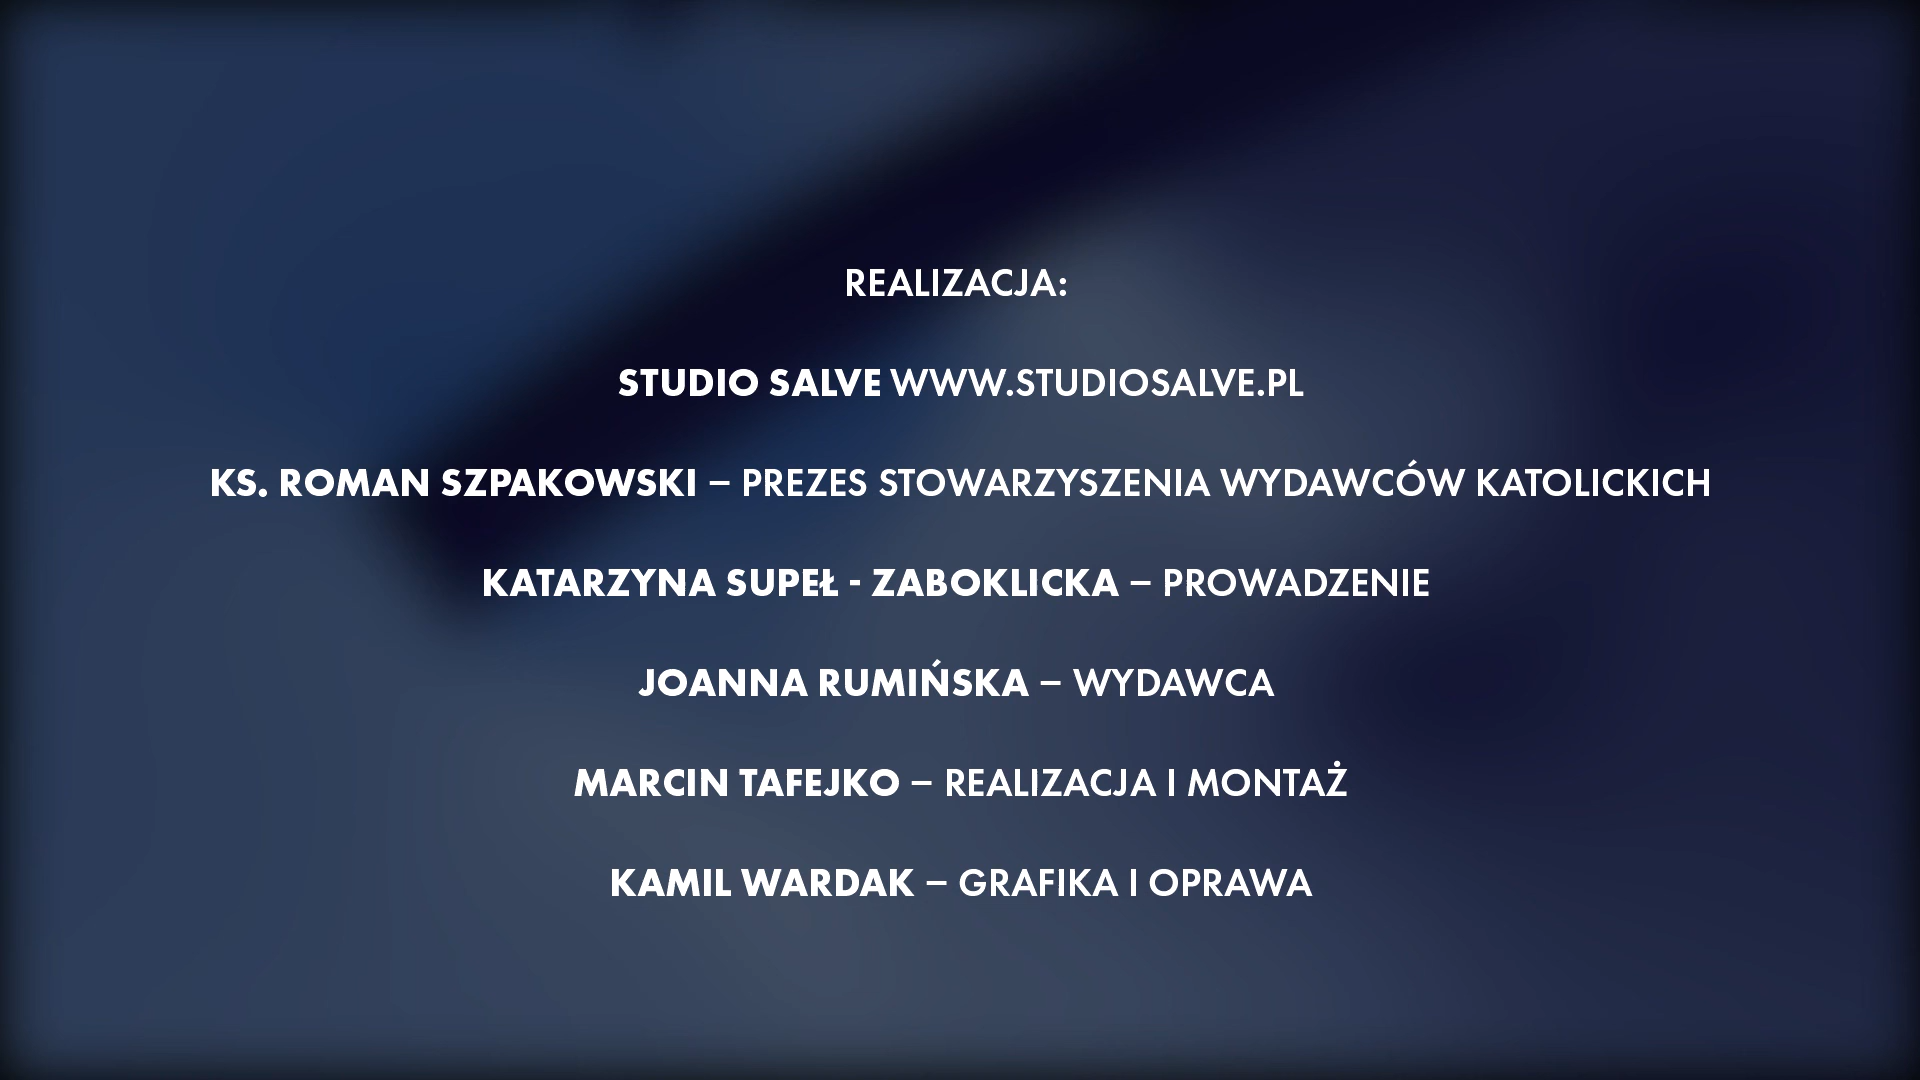 REALIZACJA:
STUDIO SALVE WWW.STUDIOSALVE.PL
KS. ROMAN SZPAKOWSKI – PREZES STOWARZYSZENIA WYDAWCÓW KATOLICKICH
KATARZYNA SUPEŁ - ZABOKLICKA – PROWADZENIE
JOANNA RUMIŃSKA – WYDAWCA
MARCIN TAFEJKO – REALIZACJA I MONTAŻ
KAMIL WARDAK – GRAFIKA I OPRAWA